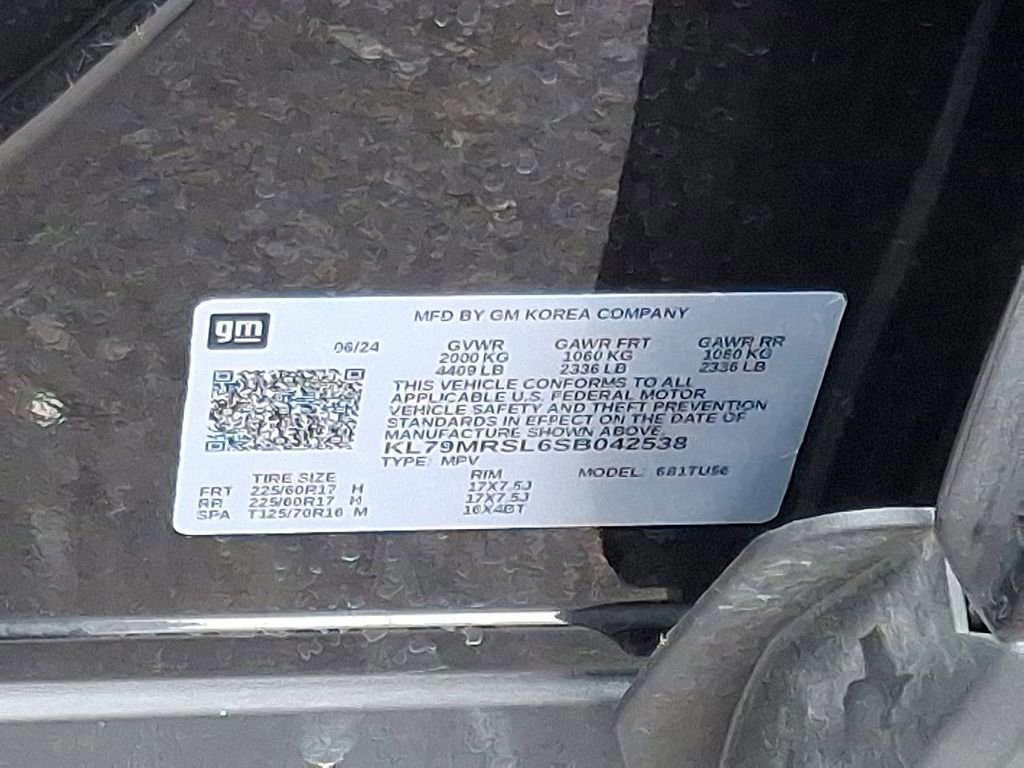 gm
MFD BY GM KOREA COMPANY
06/24 GVWR GAWR FRT GAWR RR
2000 KG 1060 KG 1060 KG
4409 LB 2336 LB 2336 LB
THIS VEHICLE CONFORMS TO ALL
APPLICABLE U.S. FEDERAL MOTOR
VEHICLE SAFETY AND THEFT PREVENTION
STANDARDS IN EFFECT ON THE DATE OF
MANUFACTURE SHOWN ABOVE.
KL79MRSL6SB042538
TYPE: MPV
TIRE SIZE RIM MODEL:
FRT 225/60R17 H 17X7.5J
RR 225/60R17 H 17X7.5J
SPA T125/70R16 M 16X4BT